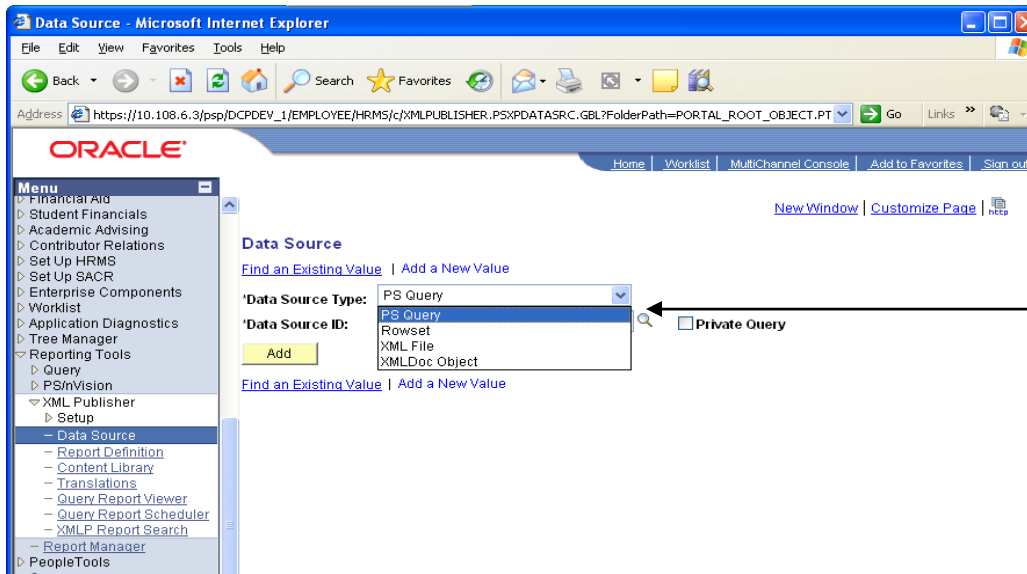 Data Source - Microsoft Internet Explorer
File Edit View Favorites Tools Help
Back Search Favorites
Address https://10.108.6.3/psp/DCPDEV_1/EMPLOYEE/HRMS/c/XMLPUBLISHER.PSXPDATASRC.GBL?FolderPath=PORTAL_ROOT_OBJECT.PT Go Links »
ORACLE
Home | Worklist | MultiChannel Console | Add to Favorites | Sign out
Menu
Financial Aid
Student Financials
Academic Advising
Contributor Relations
Set Up HRMS
Set Up SACR
Enterprise Components
Worklist
Application Diagnostics
Tree Manager
Reporting Tools
Query
PS/nVision
XML Publisher
Setup
– Data Source
– Report Definition
– Content Library
– Translations
– Query Report Viewer
– Query Report Scheduler
– XMLP Report Search
– Report Manager
PeopleTools
New Window | Customize Page | http
Data Source
Find an Existing Value | Add a New Value
*Data Source Type: PS Query
PS Query
*Data Source ID: Private Query
Rowset
XML File
XMLDoc Object
Add
Find an Existing Value | Add a New Value